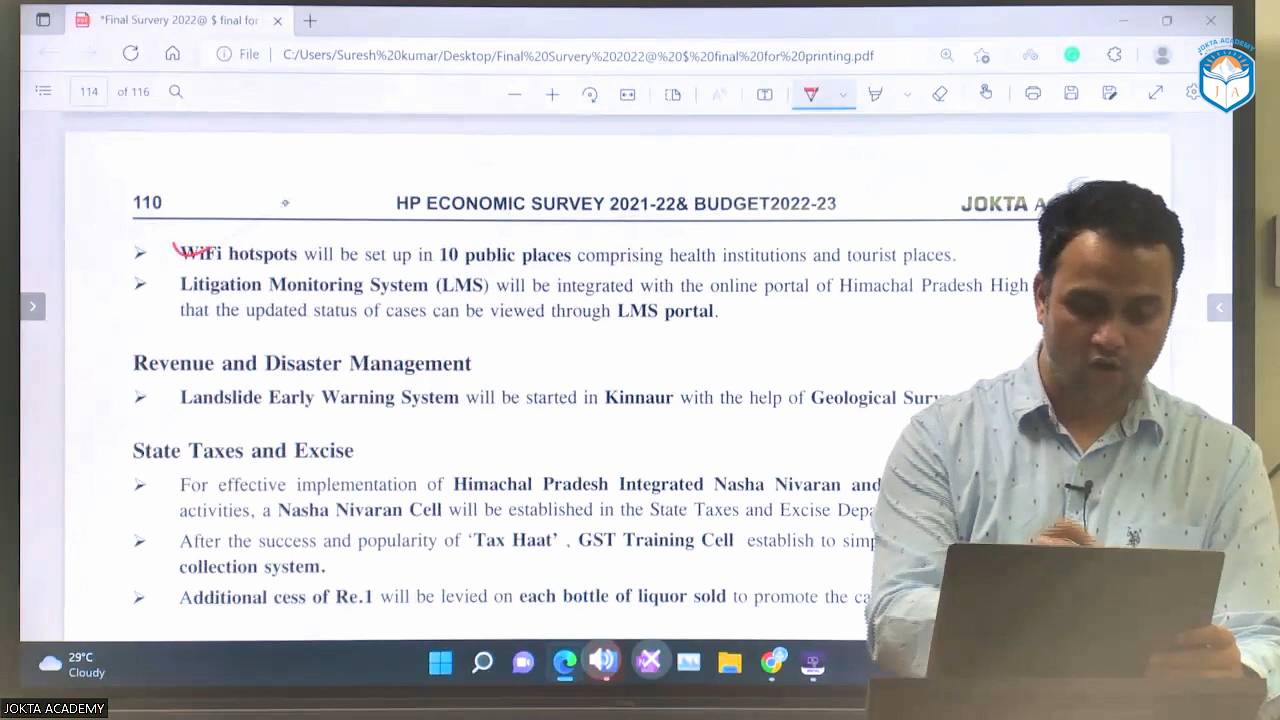 *Final Survery 2022@ $ final for
File
C:/Users/Suresh%20kumar/Desktop/Final%20Survery%202022@%20$%20final%20for%20printing.pdf
JOKTA ACADEMY
J A
114 of 116
110 HP ECONOMIC SURVEY 2021-22& BUDGET2022-23 JOKTA
WiFi hotspots will be set up in 10 public places comprising health institutions and tourist places.
Litigation Monitoring System (LMS) will be integrated with the online portal of Himachal Pradesh High
that the updated status of cases can be viewed through LMS portal.
Revenue and Disaster Management
Landslide Early Warning System will be started in Kinnaur with the help of Geological
State Taxes and Excise
For effective implementation of Himachal Pradesh Integrated Nasha Nivaran and
activities, a Nasha Nivaran Cell will be established in the State Taxes and Excise
After the success and popularity of ‘Tax Haat’ , GST Training Cell establish to
collection system.
Additional cess of Re.1 will be levied on each bottle of liquor sold to promote the
29°C
Cloudy
JOKTA ACADEMY